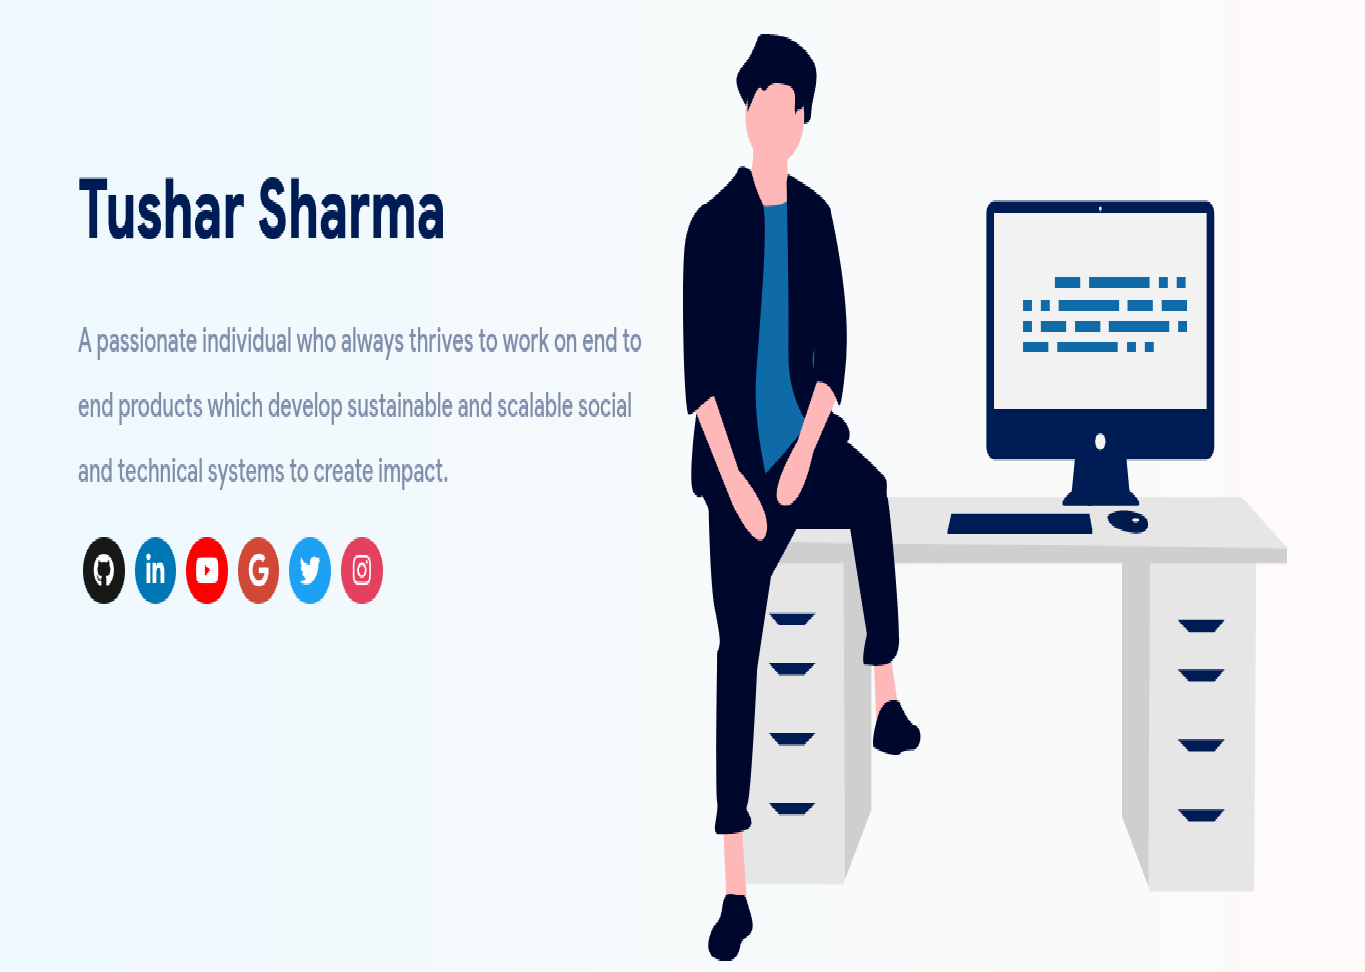 Tushar Sharma
A passionate individual who always thrives to work on end to
end products which develop sustainable and scalable social
and technical systems to create impact.
in
G